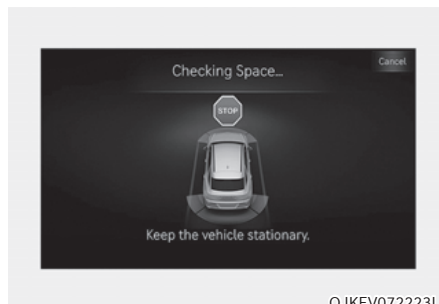 Checking Space...
Cancel
STOP
Keep the vehicle stationary.
OJKEV072223L